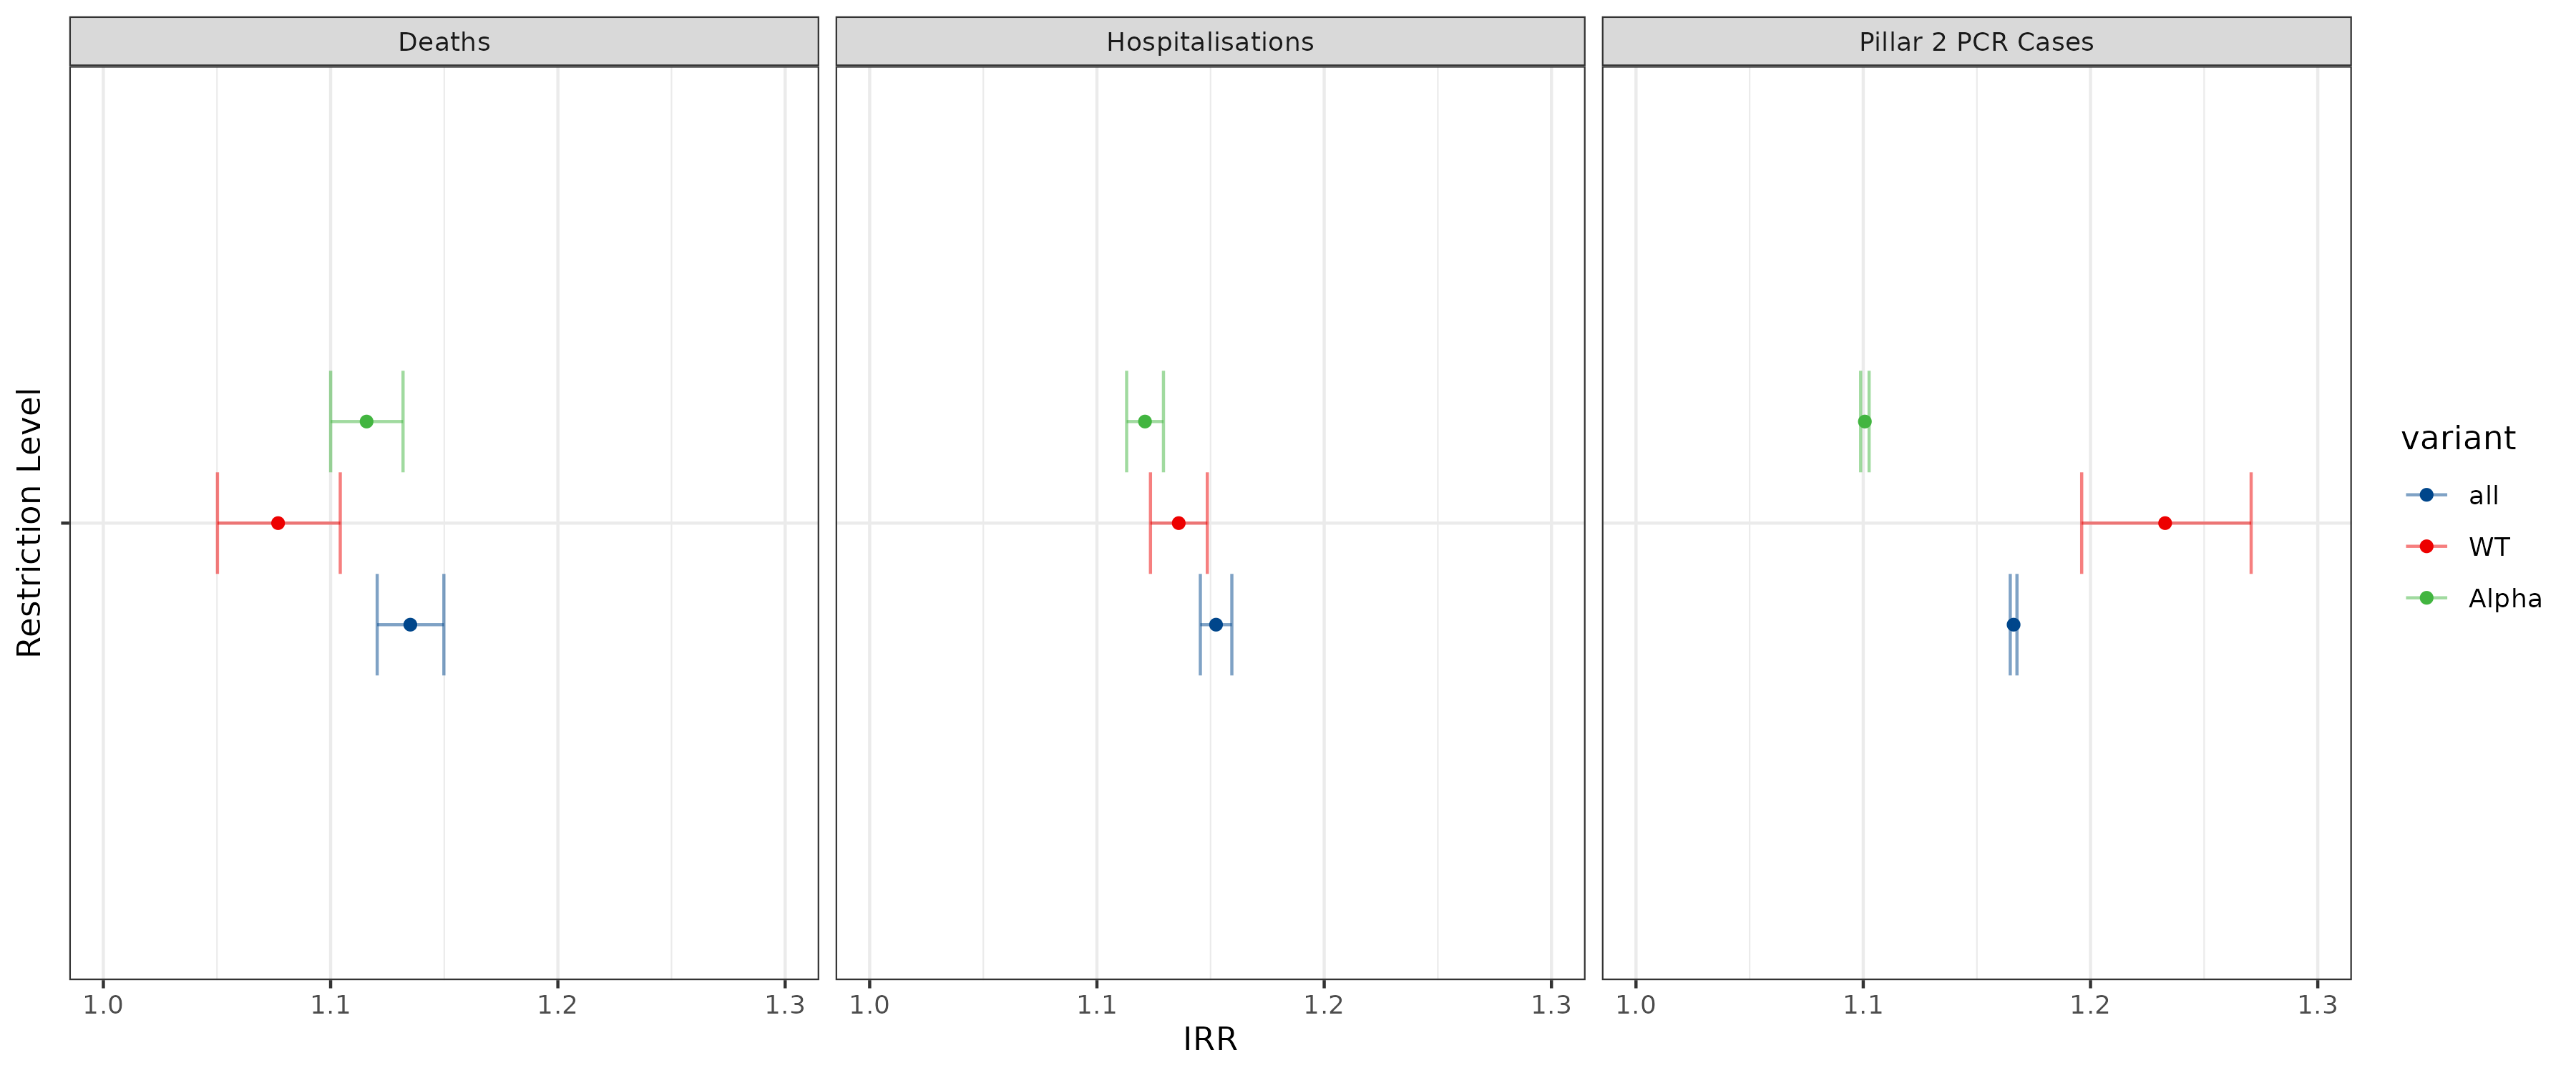 Deaths
Hospitalisations
Pillar 2 PCR Cases
Restriction Level
variant
all
WT
Alpha
1.0 1.1 1.2 1.3
1.0 1.1 1.2 1.3
1.0 1.1 1.2 1.3
IRR